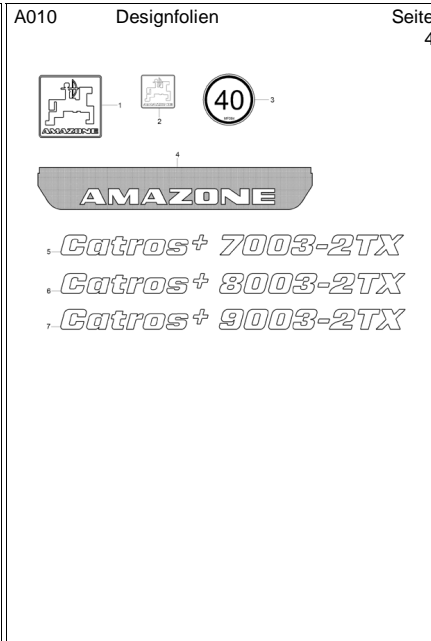 A010 Designfolien Seite
4
AMAZONE
1
2
40
3
4
AMAZONE
5 Catros+ 7003-2TX
6 Catros+ 8003-2TX
7 Catros+ 9003-2TX